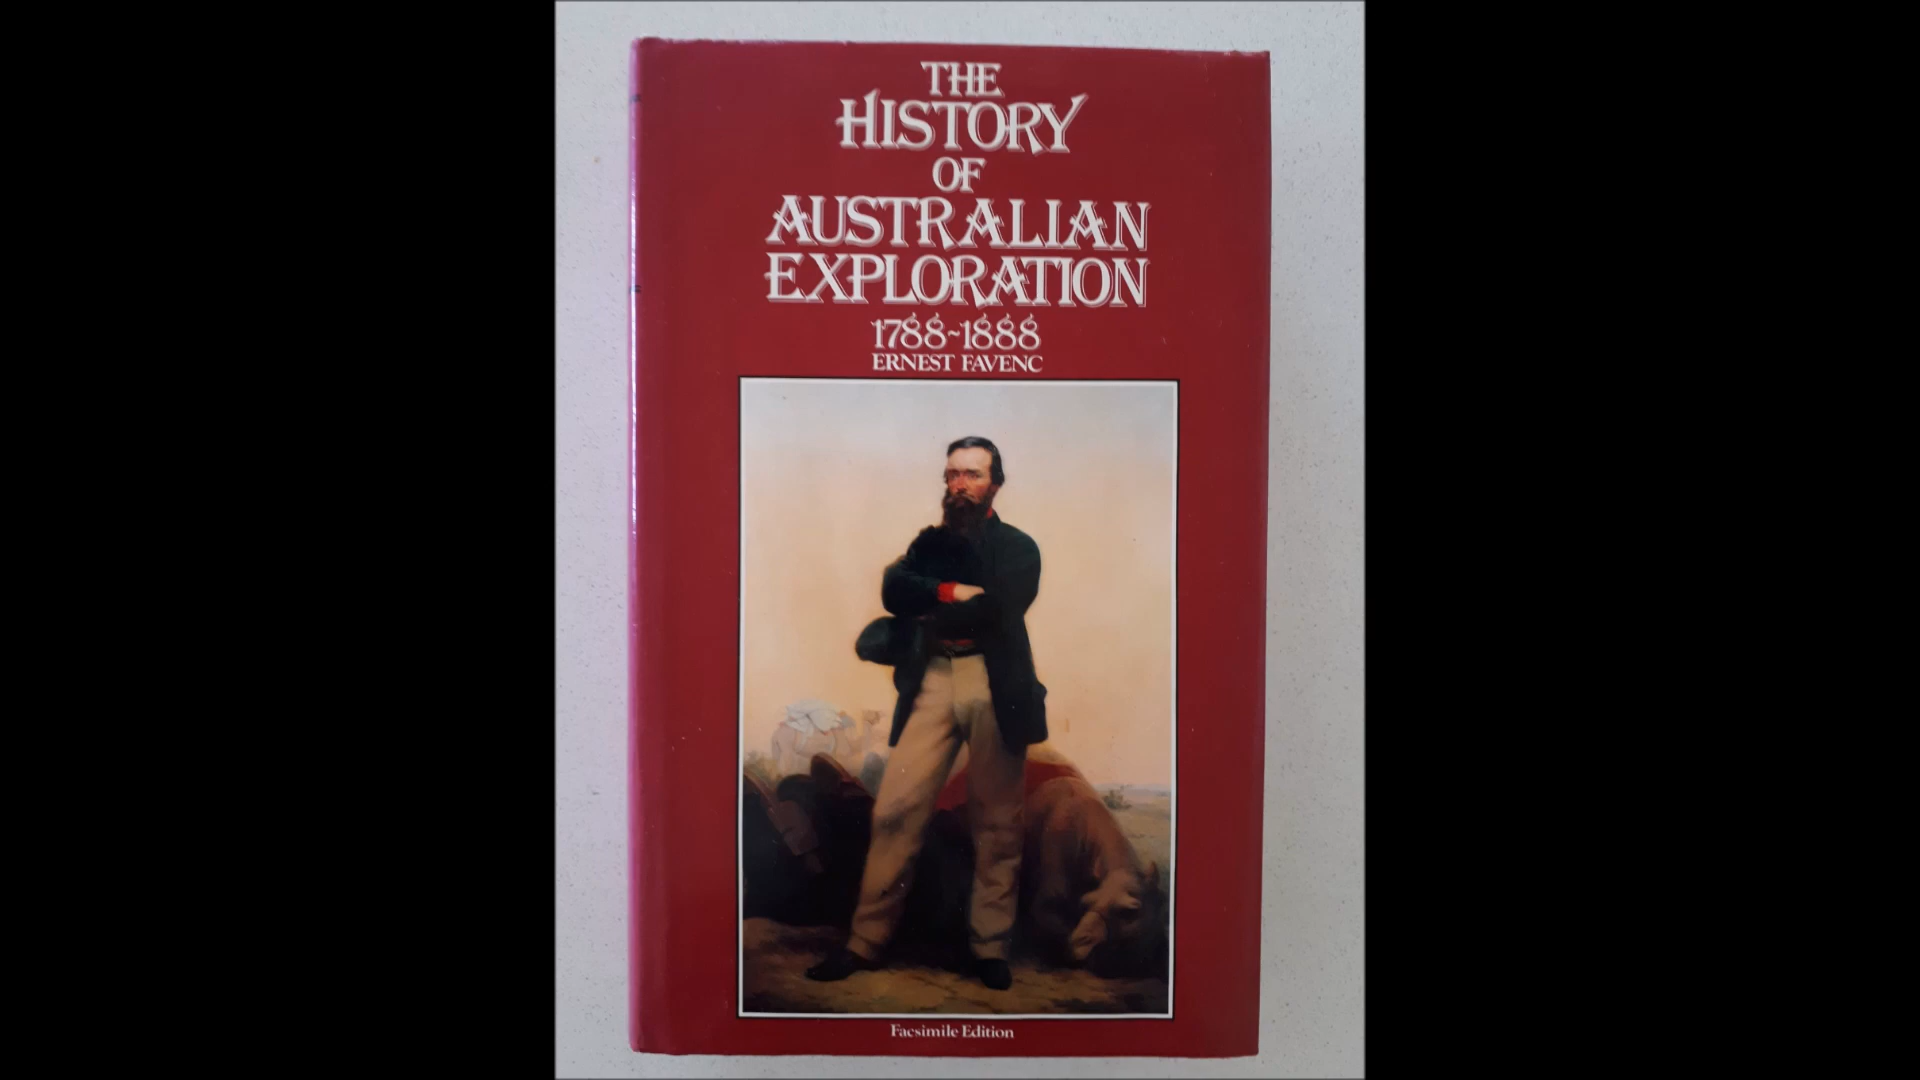 THE
HISTORY
OF
AUSTRALIAN
EXPLORATION
1788~1888
ERNEST FAVENC
Facsimile Edition